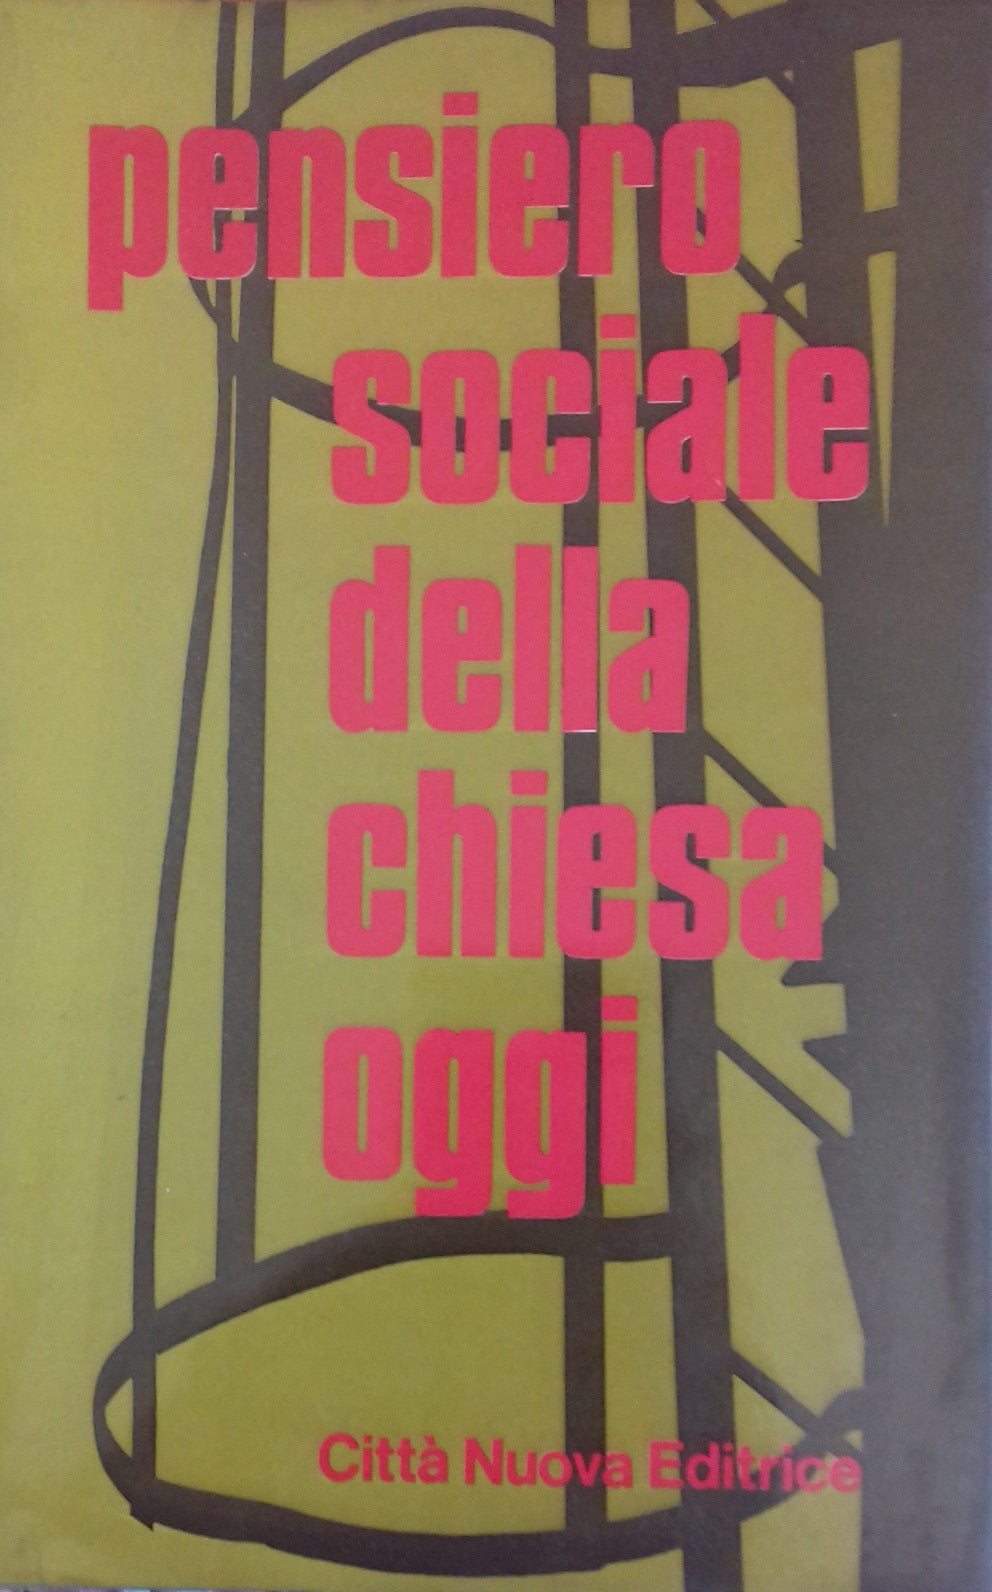 pensiero
sociale
della
chiesa
oggi
Città Nuova Editrice